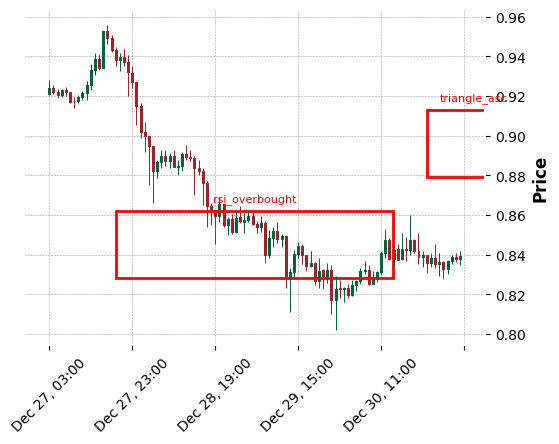 0.96
0.94
triangle_asc
0.92
0.90
Price
0.88
rsi_overbought
0.86
0.84
0.82
0.80
Dec 27, 03:00
Dec 27, 23:00
Dec 28, 19:00
Dec 29, 15:00
Dec 30, 11:00